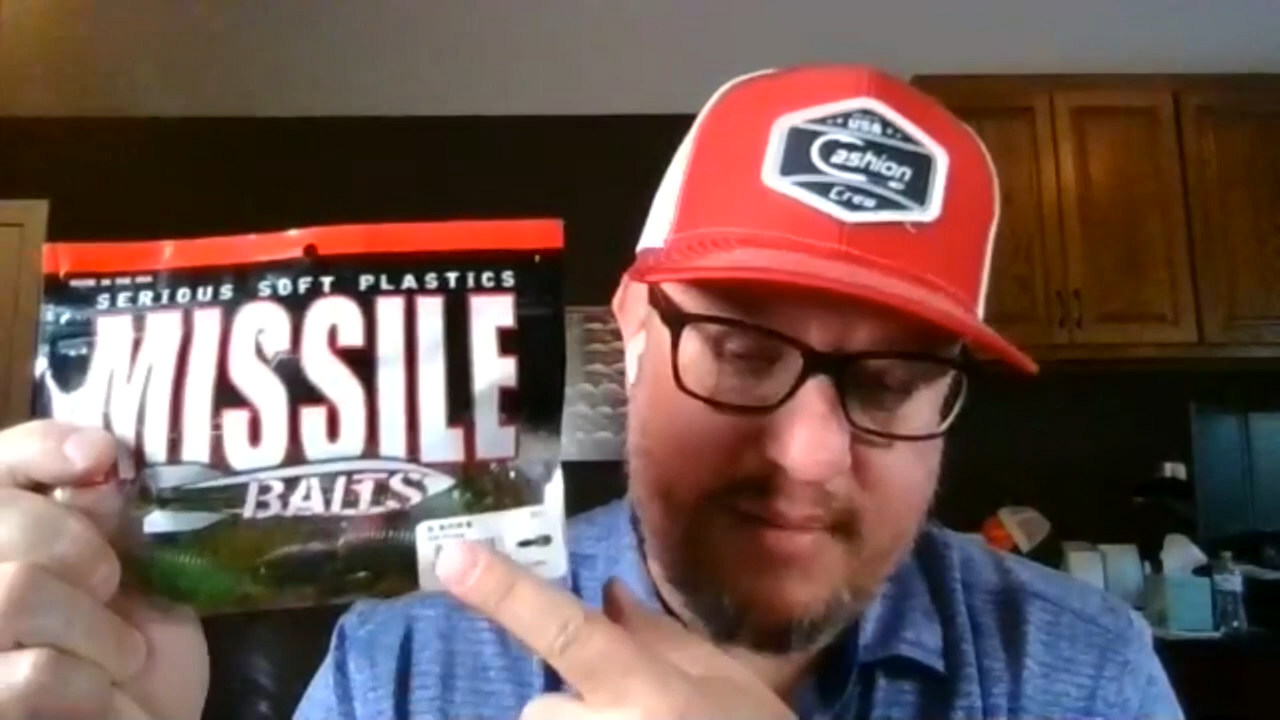 SERIOUS SOFT PLASTICS
MISSILE
BAITS
USA
Cashion
Crew